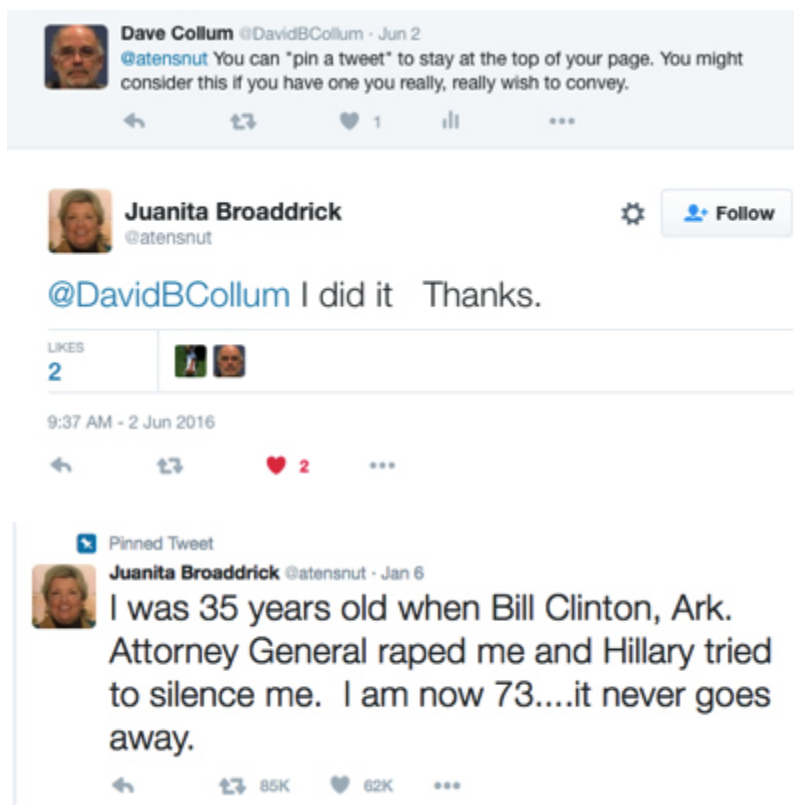 Dave Collum @DavidBCollum · Jun 2
@atensnut You can "pin a tweet" to stay at the top of your page. You might
consider this if you have one you really, really wish to convey.
1
Juanita Broaddrick
@atensnut
Follow
@DavidBCollum I did it Thanks.
LIKES
2
9:37 AM - 2 Jun 2016
2
Pinned Tweet
Juanita Broaddrick @atensnut · Jan 6
I was 35 years old when Bill Clinton, Ark.
Attorney General raped me and Hillary tried
to silence me. I am now 73....it never goes
away.
85K 62K